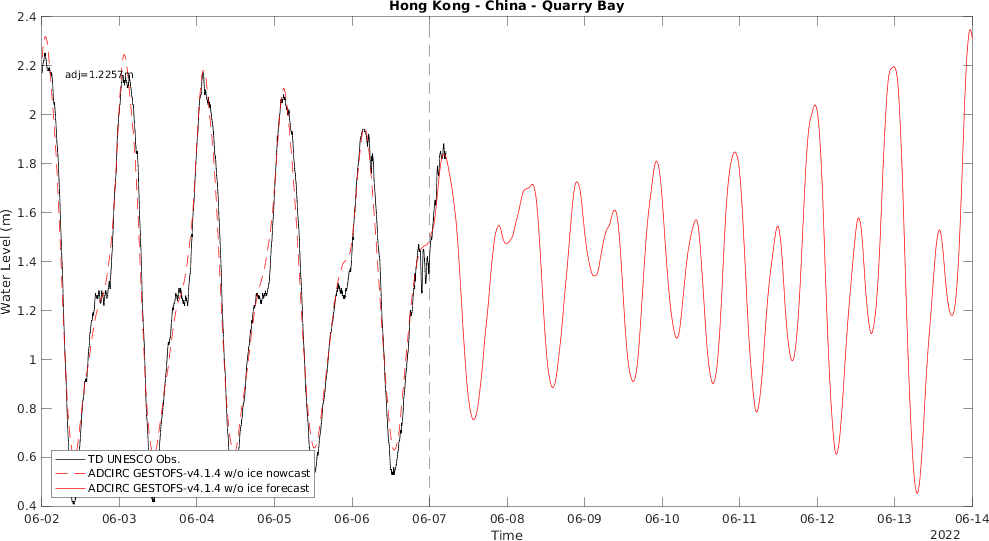 Hong Kong - China - Quarry Bay
2.4
2.2
2
1.8
1.6
1.4
1.2
1
0.8
0.6
0.4
Water Level (m)
adj=1.2257 m
TD UNESCO Obs.
ADCIRC GESTOFS-v4.1.4 w/o ice nowcast
ADCIRC GESTOFS-v4.1.4 w/o ice forecast
06-02 06-03 06-04 06-05 06-06 06-07 06-08 06-09 06-10 06-11 06-12 06-13 06-14
Time
2022